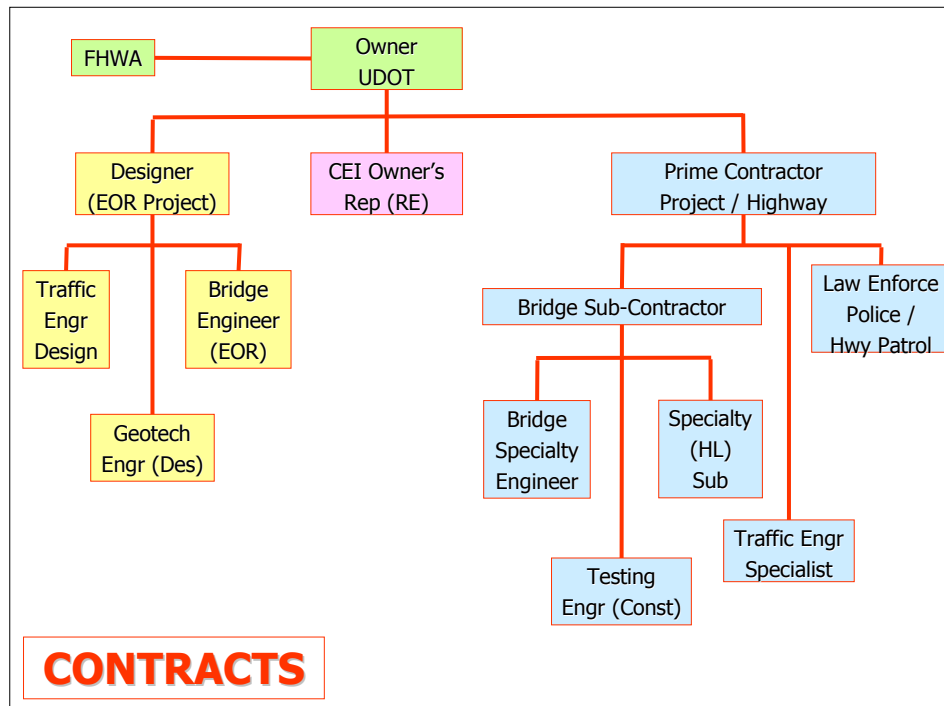 FHWA
Owner
UDOT
Designer
(EOR Project)
CEI Owner’s
Rep (RE)
Prime Contractor
Project / Highway
Traffic
Engr
Design
Bridge
Engineer
(EOR)
Geotech
Engr (Des)
Bridge Sub-Contractor
Law Enforce
Police /
Hwy Patrol
Bridge
Specialty
Engineer
Specialty
(HL)
Sub
Traffic Engr
Specialist
Testing
Engr (Const)
CONTRACTS